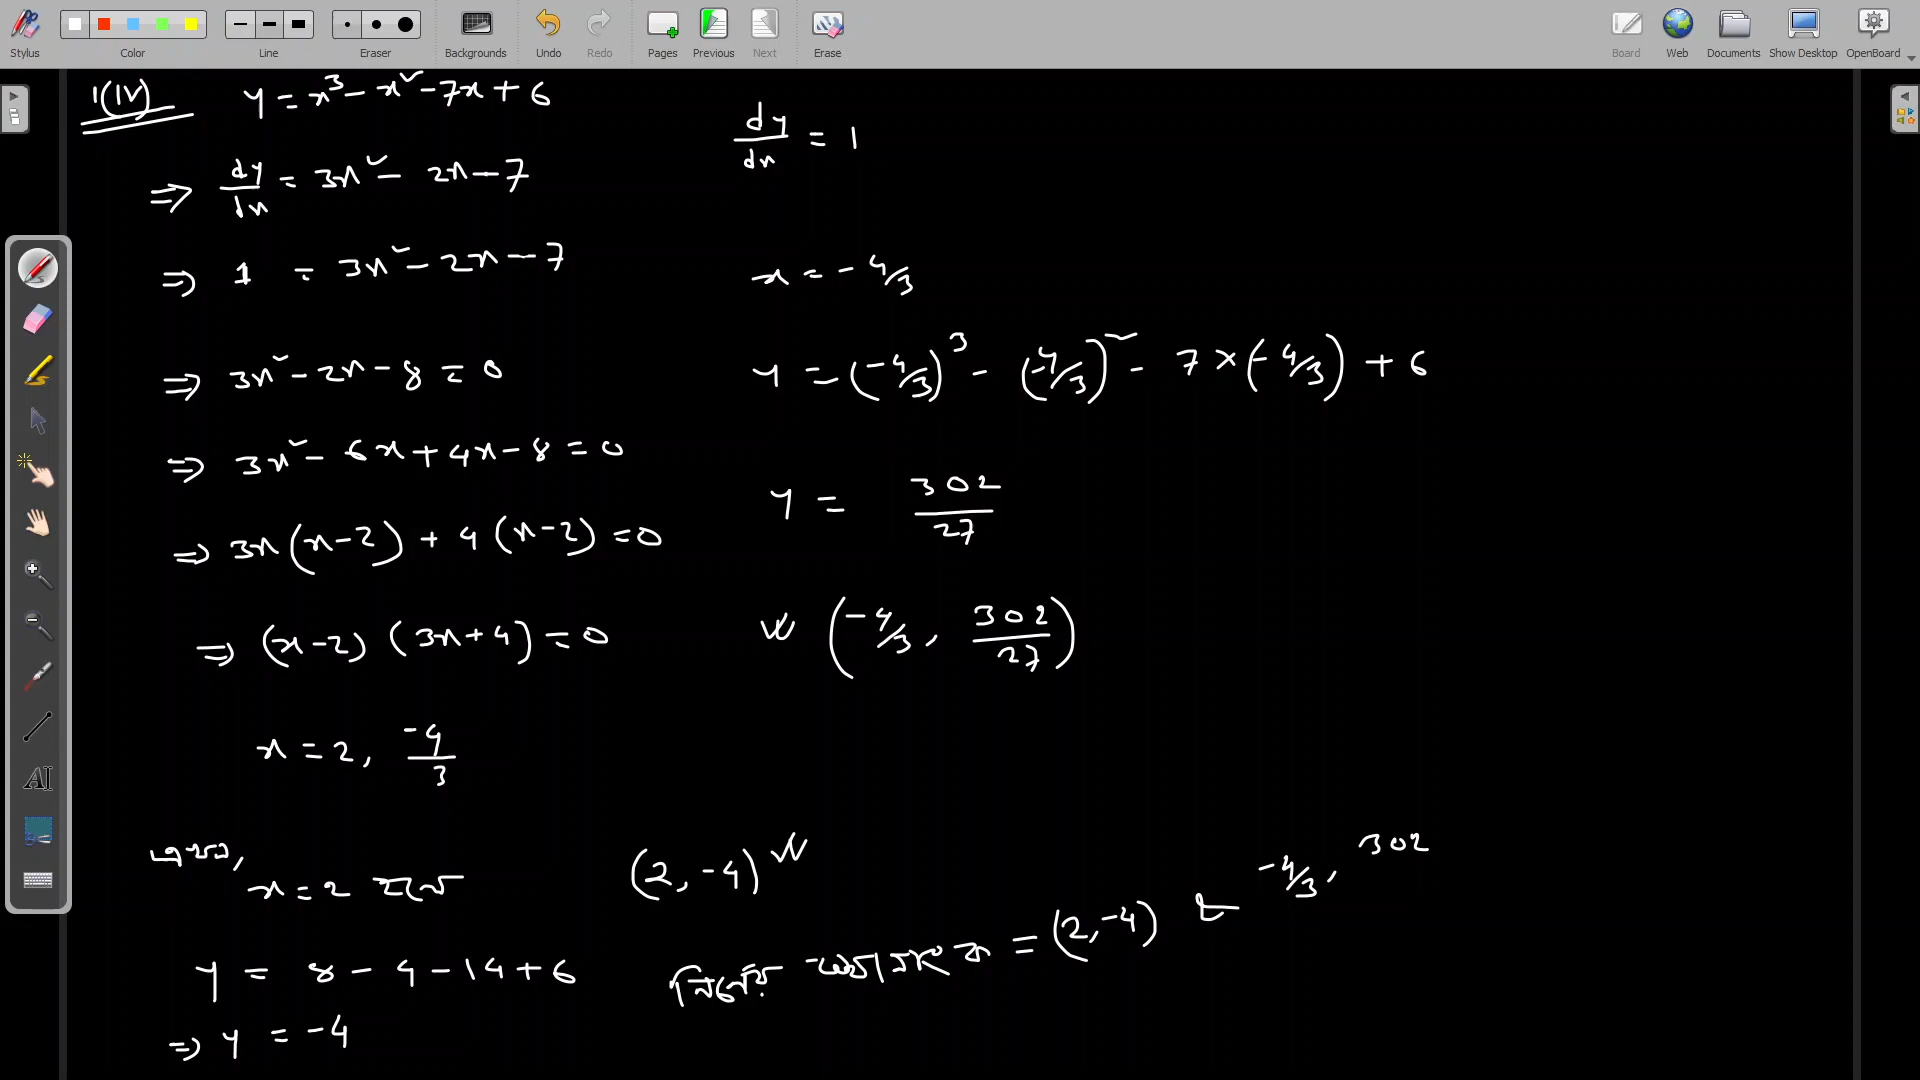 Stylus Color Line Eraser Backgrounds Undo Redo Pages Previous Next Erase Board Web Documents Show Desktop OpenBoard
1(IV) y = x³ - x² - 7x + 6
⇒ dy/dx = 3x² - 2x - 7
⇒ 1 = 3x² - 2x - 7
⇒ 3x² - 2x - 8 = 0
⇒ 3x² - 6x + 4x - 8 = 0
⇒ 3x(x-2) + 4(x-2) = 0
⇒ (x-2) (3x+4) = 0
x = 2, -4/3
এখন,
x = 2 হলে
y = 8 - 4 - 14 + 6
⇒ y = -4
dy/dx = 1
x = -4/3
y = (-4/3)³ - (-4/3)² - 7 × (-4/3) + 6
y = 302/27
(-4/3, 302/27)
(2, -4)
নির্ণেয় = (2, -4) ও -4/3, 302
AI